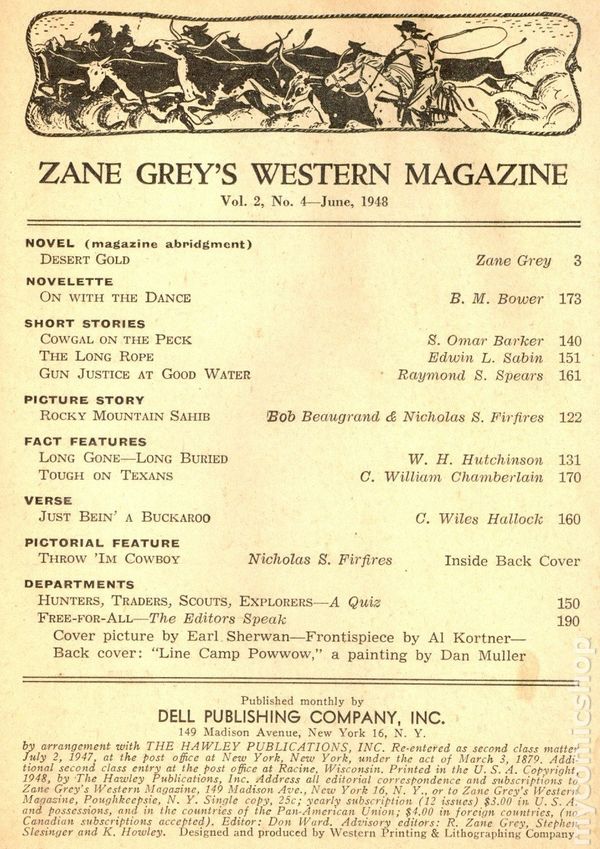 ZANE GREY'S WESTERN MAGAZINE
Vol. 2, No. 4—June, 1948
NOVEL (magazine abridgment)
DESERT GOLD Zane Grey 3
NOVELETTE
ON WITH THE DANCE B. M. Bower 173
SHORT STORIES
COWGAL ON THE PECK S. Omar Barker 140
THE LONG ROPE Edwin L. Sabin 151
GUN JUSTICE AT GOOD WATER Raymond S. Spears 161
PICTURE STORY
ROCKY MOUNTAIN SAHIB Bob Beaugrand & Nicholas S. Firfires 122
FACT FEATURES
LONG GONE—LONG BURIED W. H. Hutchinson 131
TOUGH ON TEXANS C. William Chamberlain 170
VERSE
JUST BEIN' A BUCKAROO C. Wiles Hallock 160
PICTORIAL FEATURE
THROW 'IM COWBOY Nicholas S. Firfires Inside Back Cover
DEPARTMENTS
HUNTERS, TRADERS, SCOUTS, EXPLORERS—A Quiz 150
FREE-FOR-ALL—The Editors Speak 190
Cover picture by Earl Sherwan—Frontispiece by Al Kortner—
Back cover: "Line Camp Powwow," a painting by Dan Muller
Published monthly by
DELL PUBLISHING COMPANY, INC.
149 Madison Avenue, New York 16, N. Y.
by arrangement with THE HAWLEY PUBLICATIONS, INC. Re-entered as second class matter
July 2, 1947, at the post office at New York, New York, under the act of March 3, 1879. Addi-
tional second class entry at the post office at Racine, Wisconsin. Printed in the U. S. A. Copyright,
1948, by The Hawley Publications, Inc. Address all editorial correspondence and subscriptions to
Zane Grey's Western Magazine, 149 Madison Ave., New York 16, N. Y., or to Zane Grey's Western
Magazine, Poughkeepsie, N. Y. Single copy, 25c; yearly subscription (12 issues) $3.00 in U. S. A.
and possessions, and in the countries of the Pan-American Union; $4.00 in foreign countries, (no
Canadian subscriptions accepted). Editor: Don Ward. Advisory editors: R. Zane Grey, Stephen
Slesinger and K. Howley. Designed and produced by Western Printing & Lithographing Company
mycomicshop